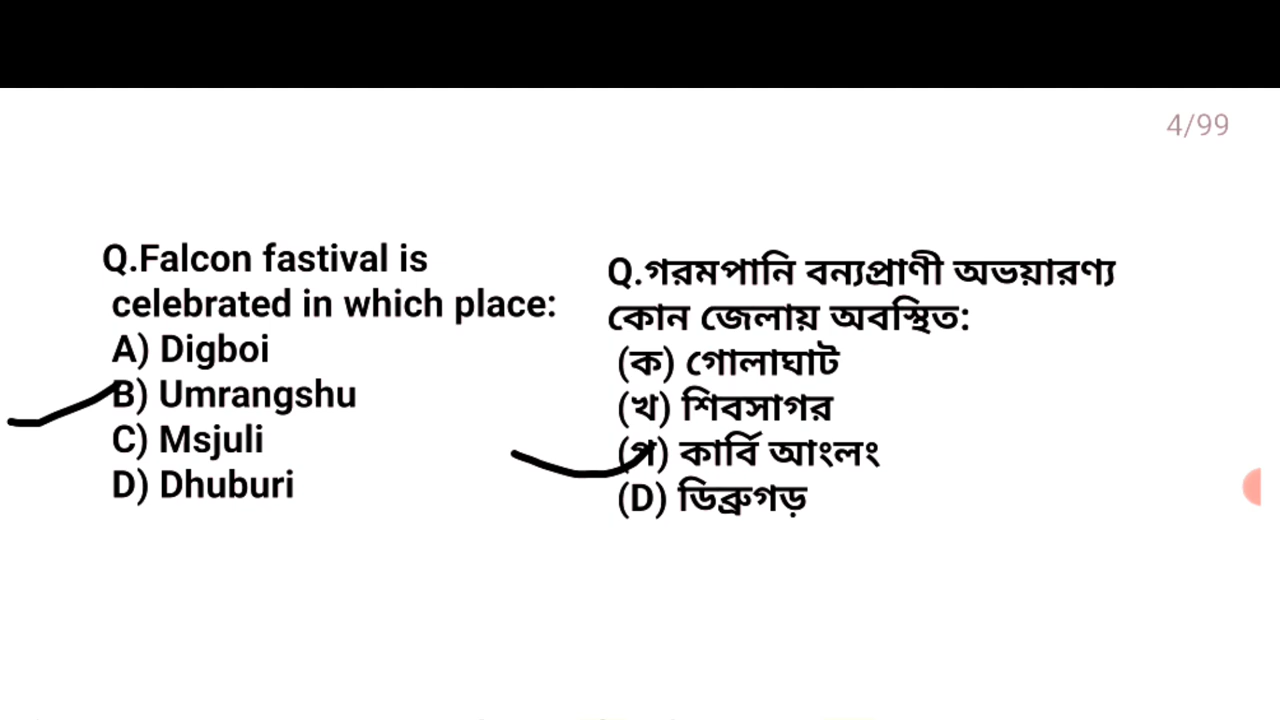 4/99
Q.Falcon fastival is
celebrated in which place:
A) Digboi
B) Umrangshu
C) Msjuli
D) Dhuburi
Q.গরমপানি বন্যপ্রাণী অভয়ারণ্য
কোন জেলায় অবস্থিত:
(ক) গোলাঘাট
(খ) শিবসাগর
(গ) কার্বি আংলং
(D) ডিব্রুগড়